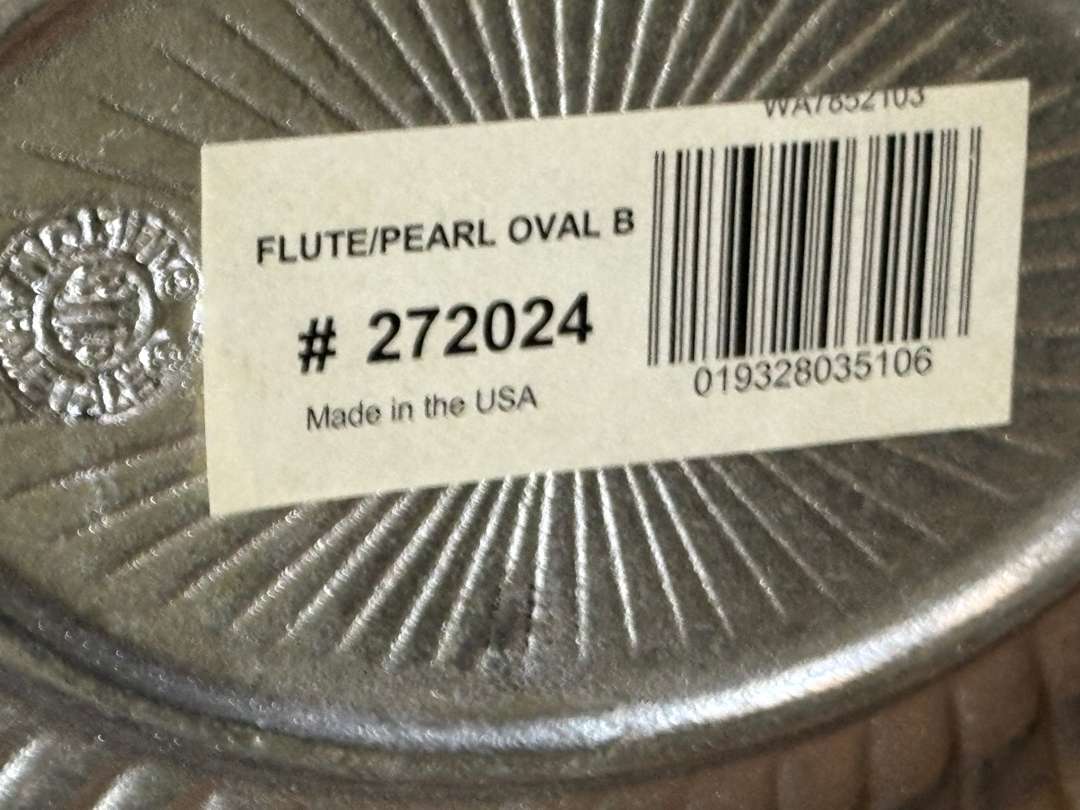 WA7852103
FLUTE/PEARL OVAL B
# 272024
Made in the USA
019328035106